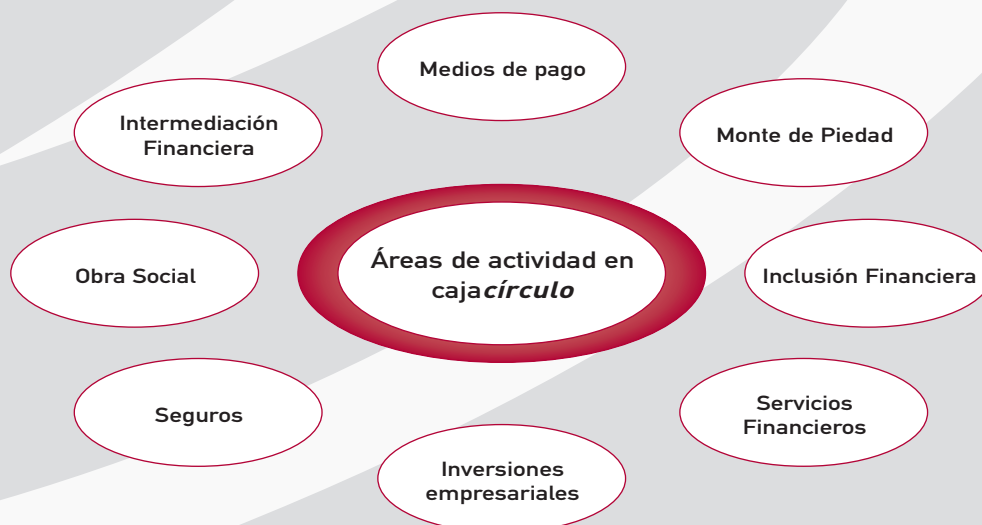 Medios de pago
Intermediación
Financiera
Monte de Piedad
Áreas de actividad en
cajacírculo
Obra Social
Inclusión Financiera
Seguros
Servicios
Financieros
Inversiones
empresariales